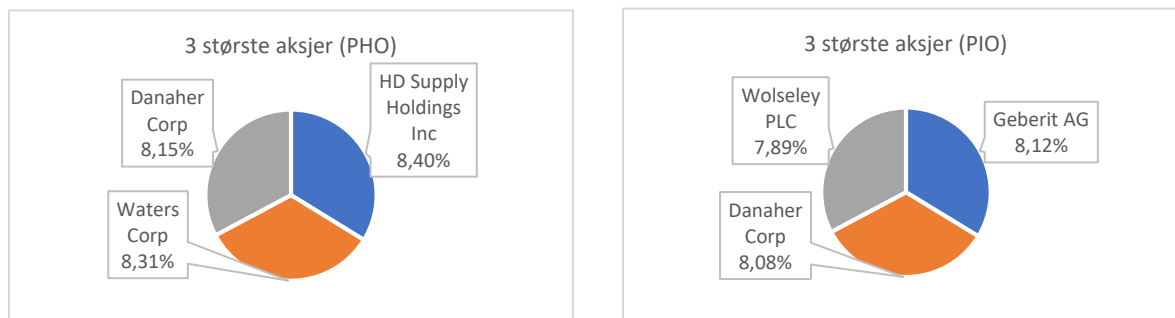 3 største aksjer (PHO)
Danaher
Corp
8,15%
HD Supply
Holdings
Inc
8,40%
Waters
Corp
8,31%
3 største aksjer (PIO)
Wolseley
PLC
7,89%
Geberit AG
8,12%
Danaher
Corp
8,08%